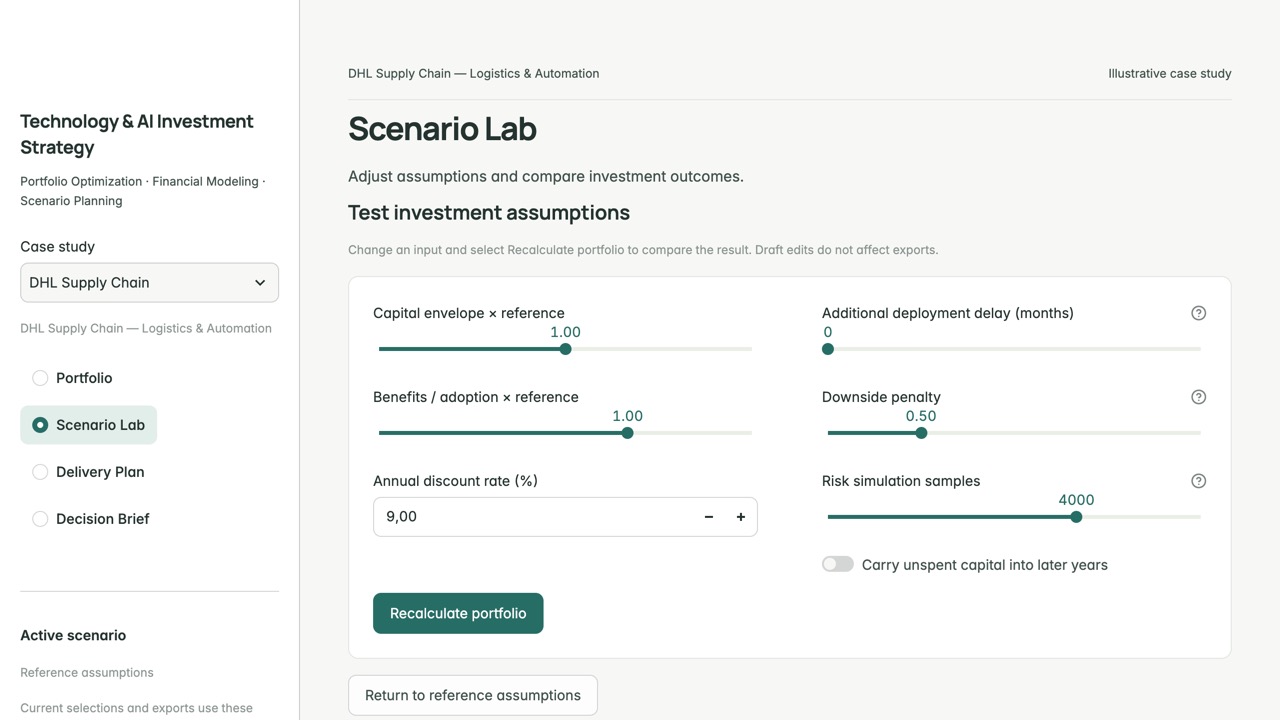 Technology & AI Investment
Strategy
Portfolio Optimization · Financial Modeling ·
Scenario Planning
Case study
DHL Supply Chain
DHL Supply Chain — Logistics & Automation
Portfolio
Scenario Lab
Delivery Plan
Decision Brief
Active scenario
Reference assumptions
Current selections and exports use these
DHL Supply Chain — Logistics & Automation
Illustrative case study
Scenario Lab
Adjust assumptions and compare investment outcomes.
Test investment assumptions
Change an input and select Recalculate portfolio to compare the result. Draft edits do not affect exports.
Capital envelope × reference
1.00
Additional deployment delay (months)
0
Benefits / adoption × reference
1.00
Downside penalty
0.50
Annual discount rate (%)
9,00
Risk simulation samples
4000
Carry unspent capital into later years
Recalculate portfolio
Return to reference assumptions